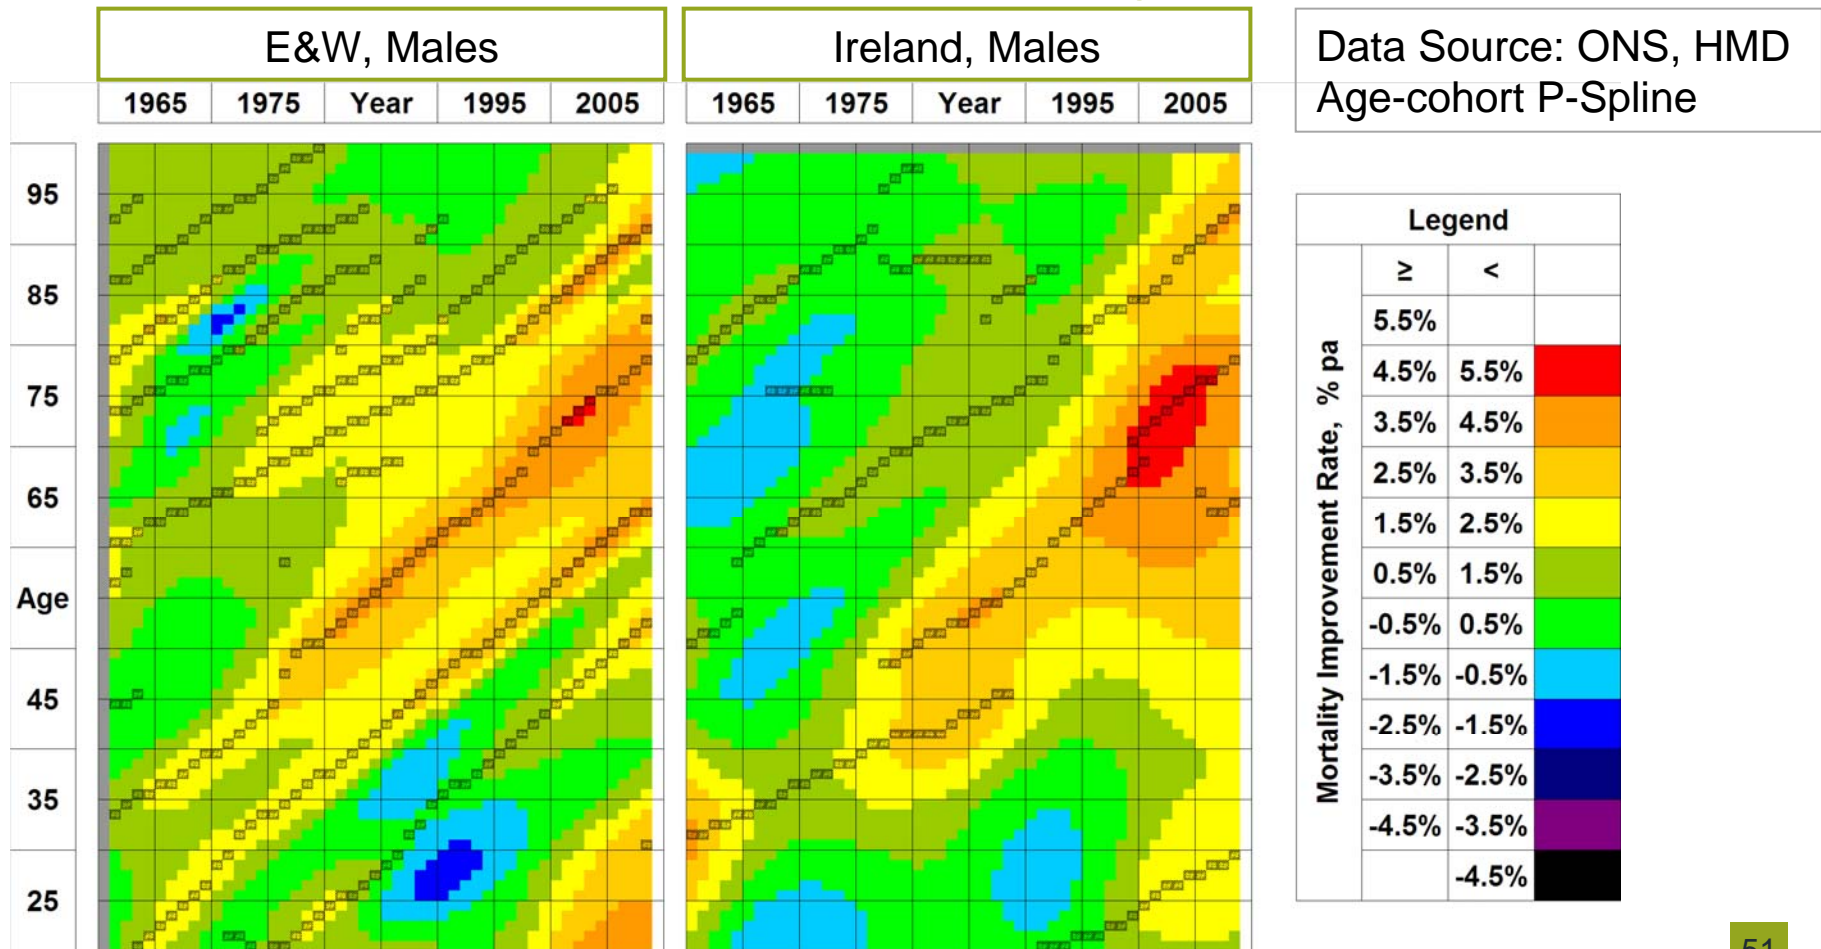 E&W, Males
Ireland, Males
Data Source: ONS, HMD
Age-cohort P-Spline
1965 1975 Year 1995 2005
1965 1975 Year 1995 2005
95
85
75
65
Age
45
35
25
Legend
≥ <
5.5%
4.5% 5.5%
3.5% 4.5%
2.5% 3.5%
1.5% 2.5%
0.5% 1.5%
-0.5% 0.5%
-1.5% -0.5%
-2.5% -1.5%
-3.5% -2.5%
-4.5% -3.5%
-4.5%
Mortality Improvement Rate, % pa
51